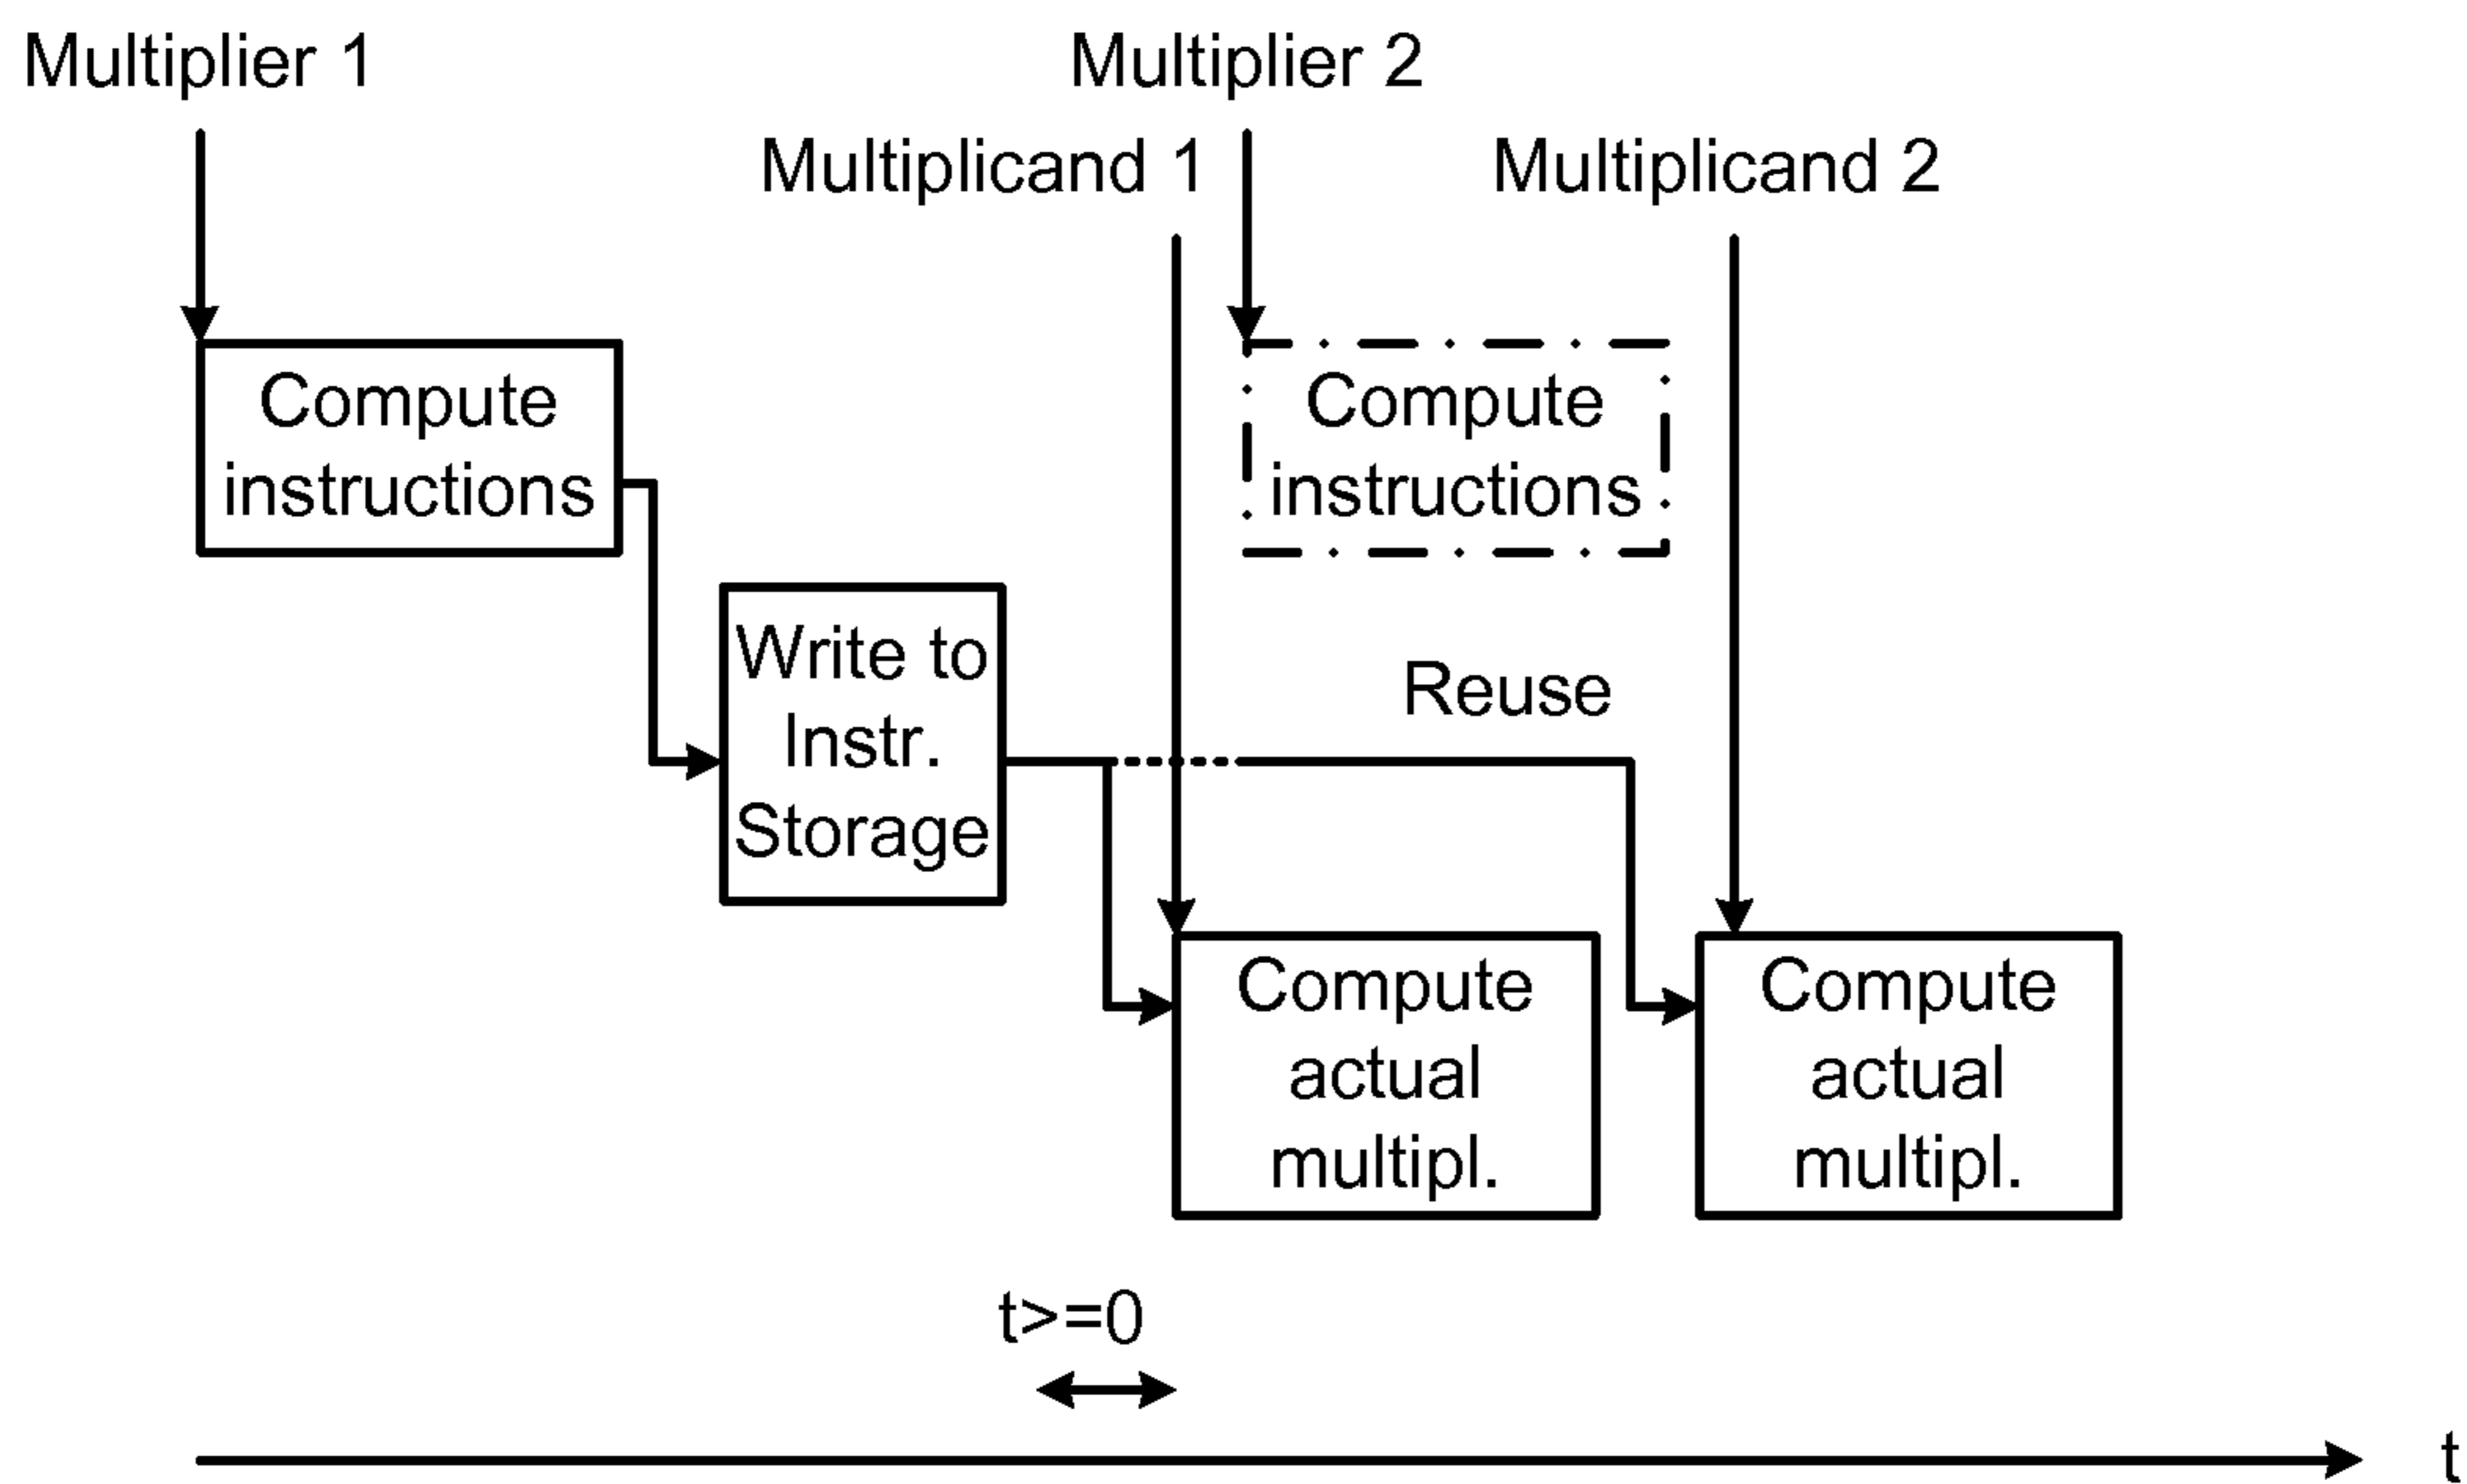 Multiplier 1
Multiplier 2
Multiplicand 1
Multiplicand 2
Compute
instructions
Compute
instructions
Write to
Instr.
Storage
Reuse
Compute
actual
multipl.
Compute
actual
multipl.
t>=0
t